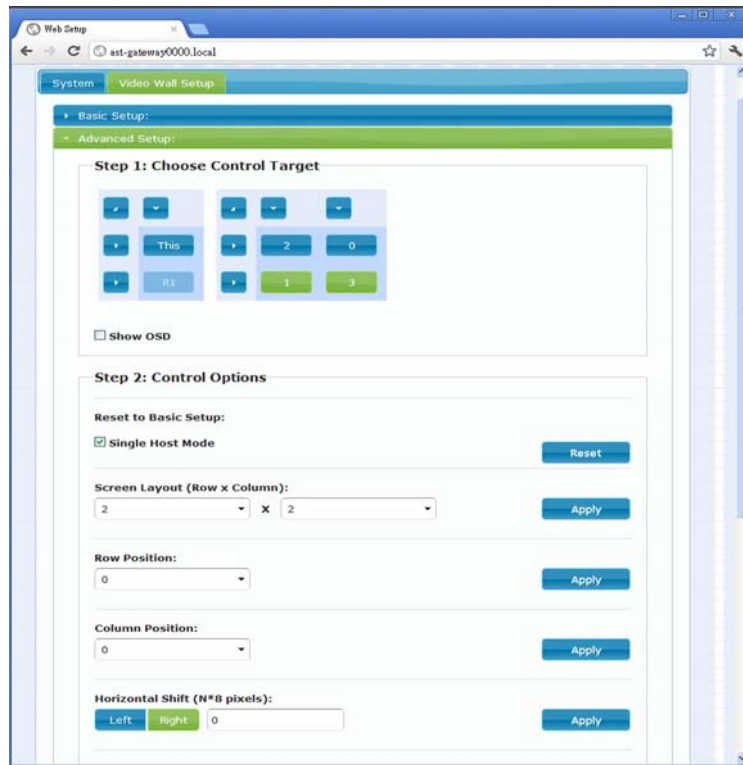 Web Setup
ast-gateway0000.local
System Video Wall Setup
Basic Setup:
Advanced Setup:
Step 1: Choose Control Target
This 2 0
R1 1 3
Show OSD
Step 2: Control Options
Reset to Basic Setup:
Single Host Mode
Reset
Screen Layout (Row x Column):
2 X 2 Apply
Row Position:
0 Apply
Column Position:
0 Apply
Horizontal Shift (N*8 pixels):
Left Right 0 Apply